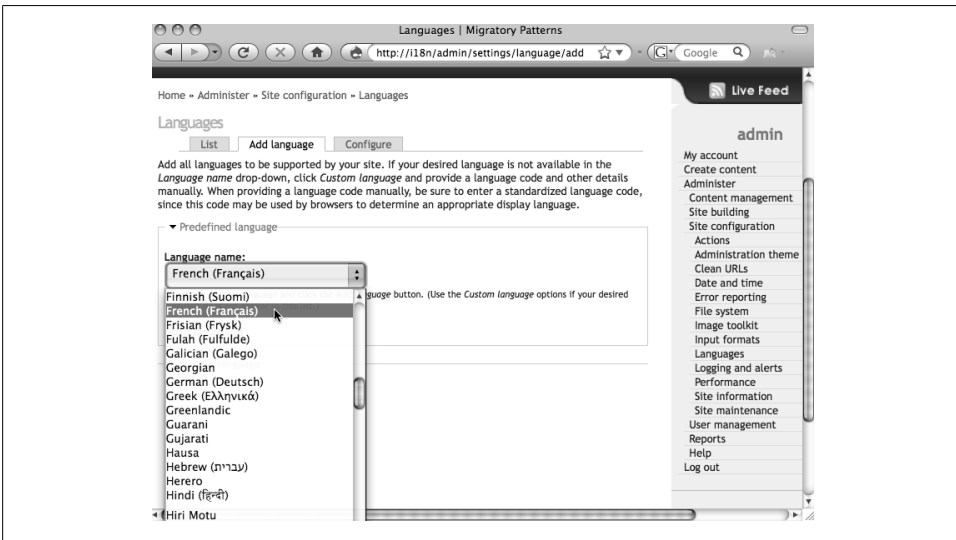 Languages | Migratory Patterns
http://i18n/admin/settings/language/add
Google
Home » Administer » Site configuration » Languages
Languages
List
Add language
Configure
Add all languages to be supported by your site. If your desired language is not available in the
Language name drop-down, click Custom language and provide a language code and other details
manually. When providing a language code manually, be sure to enter a standardized language code,
since this code may be used by browsers to determine an appropriate display language.
Predefined language
Language name:
French (Français)
guage button. (Use the Custom language options if your desired
Finnish (Suomi)
French (Français)
Frisian (Frysk)
Fulah (Fulfulde)
Galician (Galego)
Georgian
German (Deutsch)
Greek (Ελληνικά)
Greenlandic
Guarani
Gujarati
Hausa
Hebrew (עברית)
Herero
Hindi (हिन्दी)
Hiri Motu
Live Feed
admin
My account
Create content
Administer
Content management
Site building
Site configuration
Actions
Administration theme
Clean URLs
Date and time
Error reporting
File system
Image toolkit
Input formats
Languages
Logging and alerts
Performance
Site information
Site maintenance
User management
Reports
Help
Log out